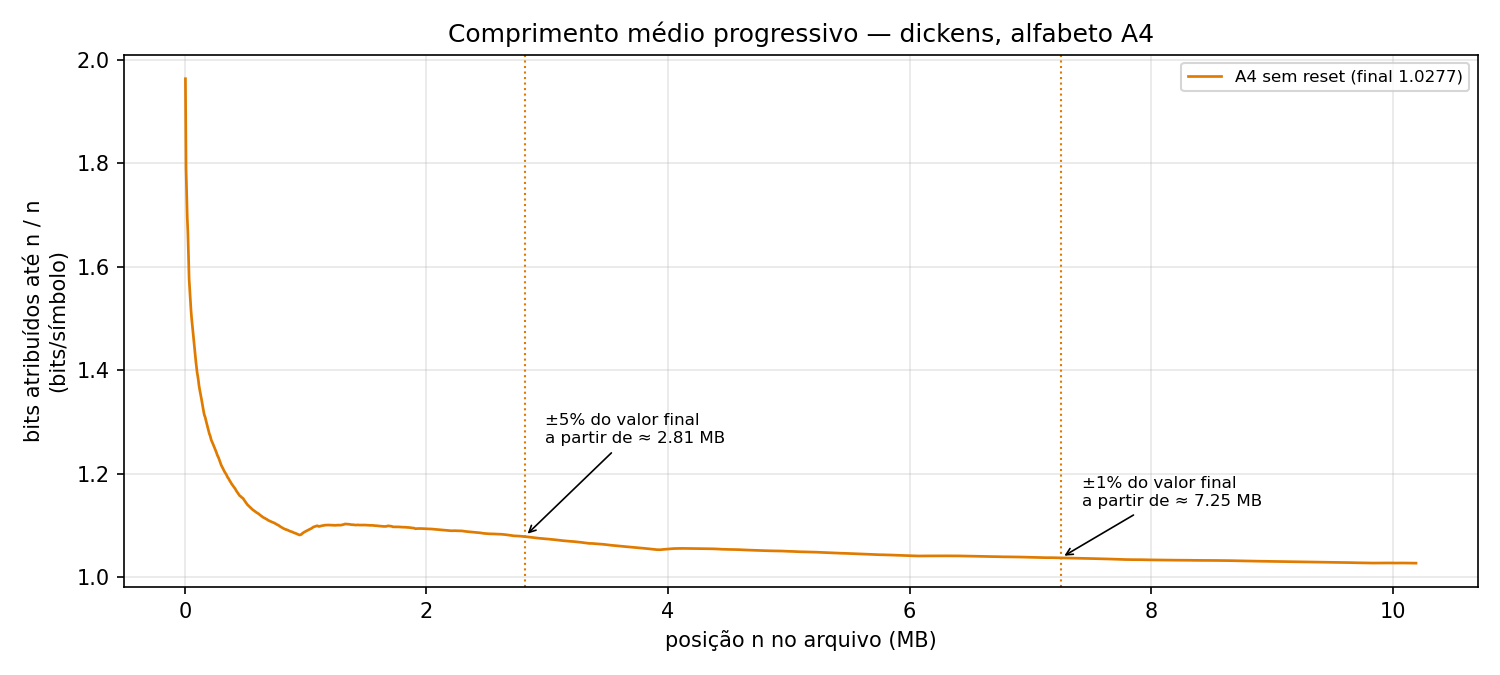 Comprimento médio progressivo — dickens, alfabeto A4
A4 sem reset (final 1.0277)
2.0
1.8
1.6
1.4
1.2
1.0
bits atribuídos até n / n
(bits/símbolo)
±5% do valor final
a partir de ≈ 2.81 MB
±1% do valor final
a partir de ≈ 7.25 MB
0 2 4 6 8 10
posição n no arquivo (MB)